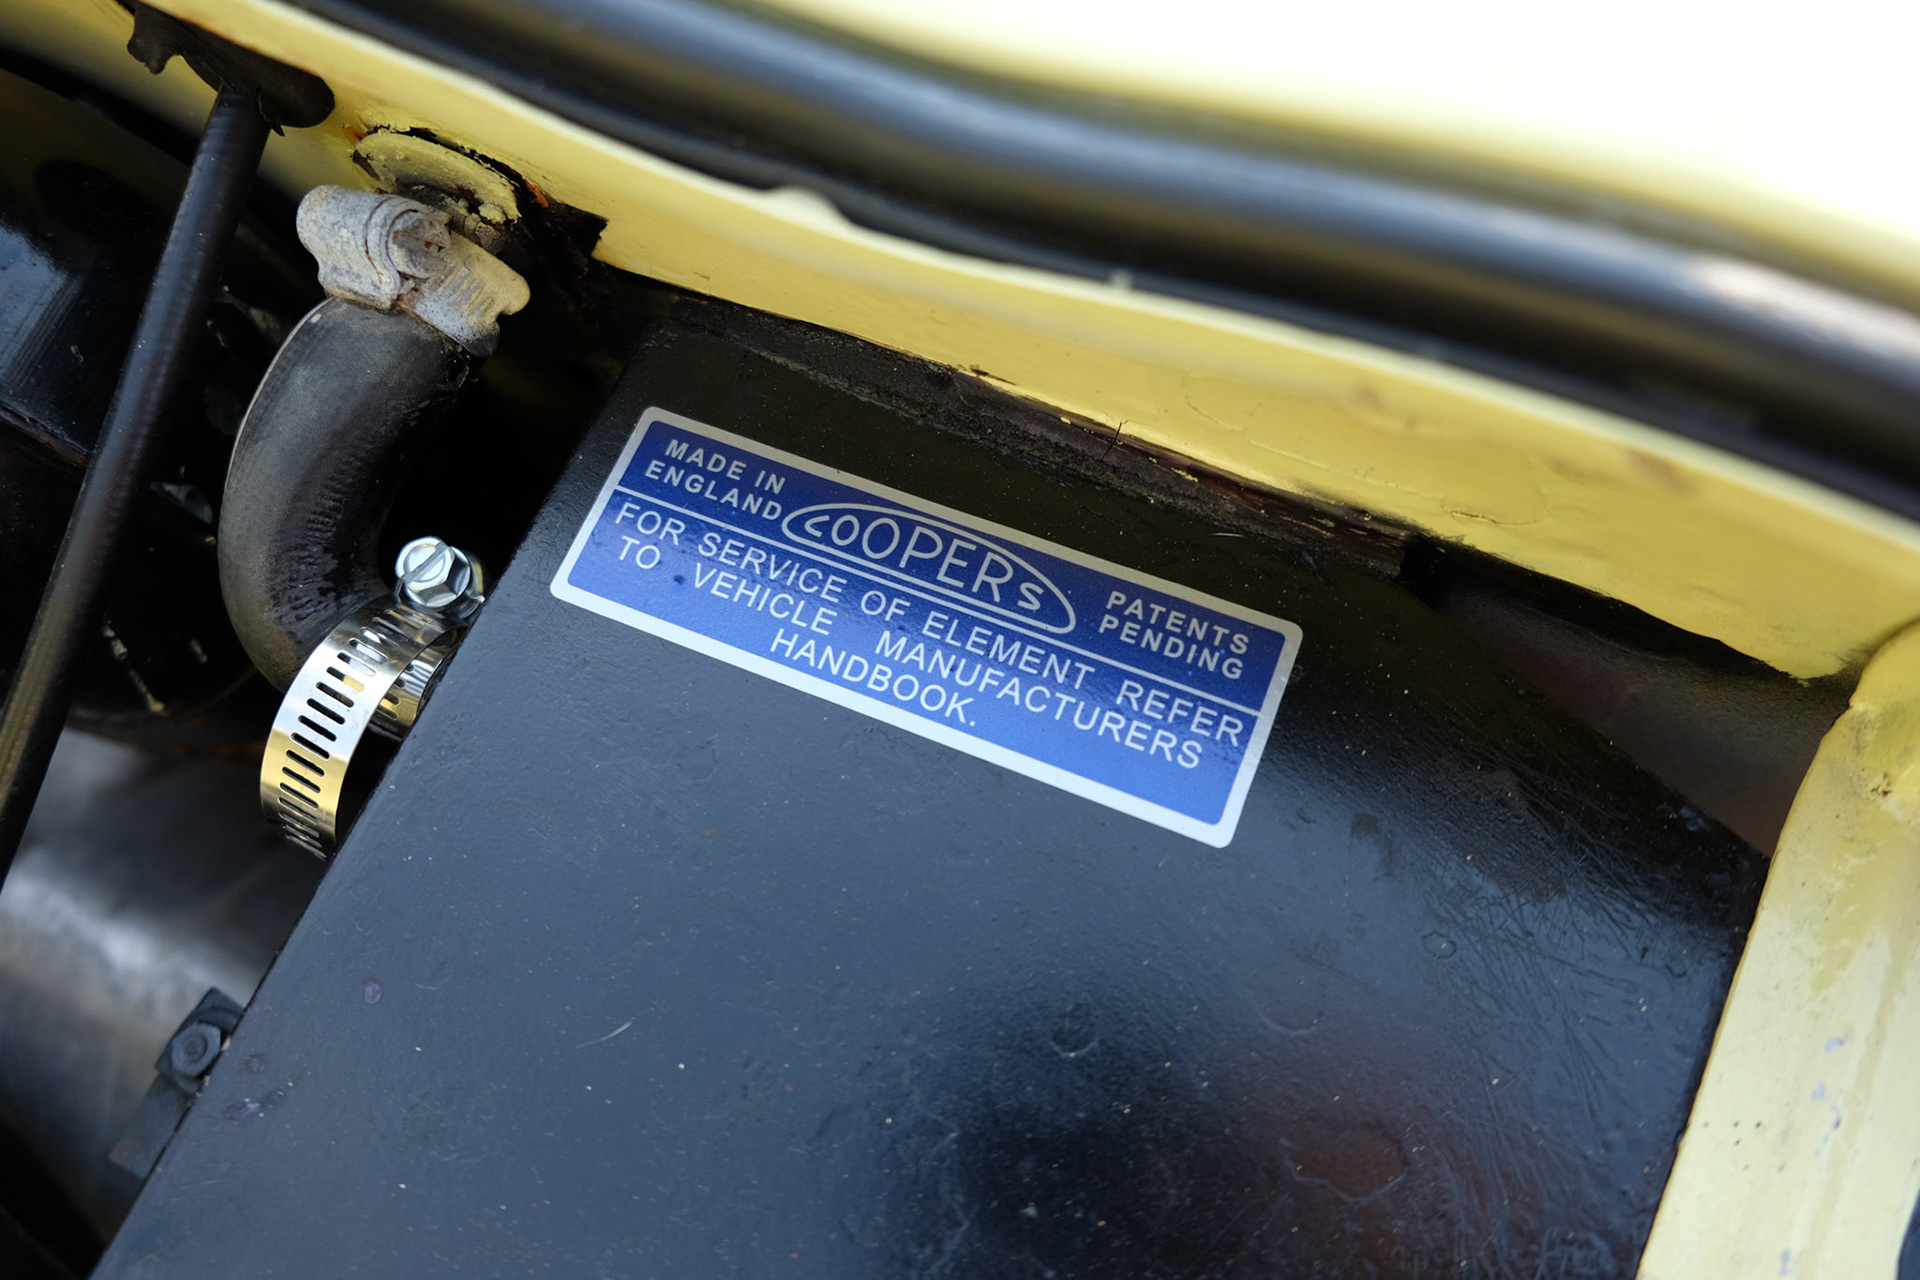 MADE IN
ENGLAND
COOPERS
PATENTS
PENDING
FOR SERVICE OF ELEMENT REFER
TO VEHICLE MANUFACTURERS
HANDBOOK.